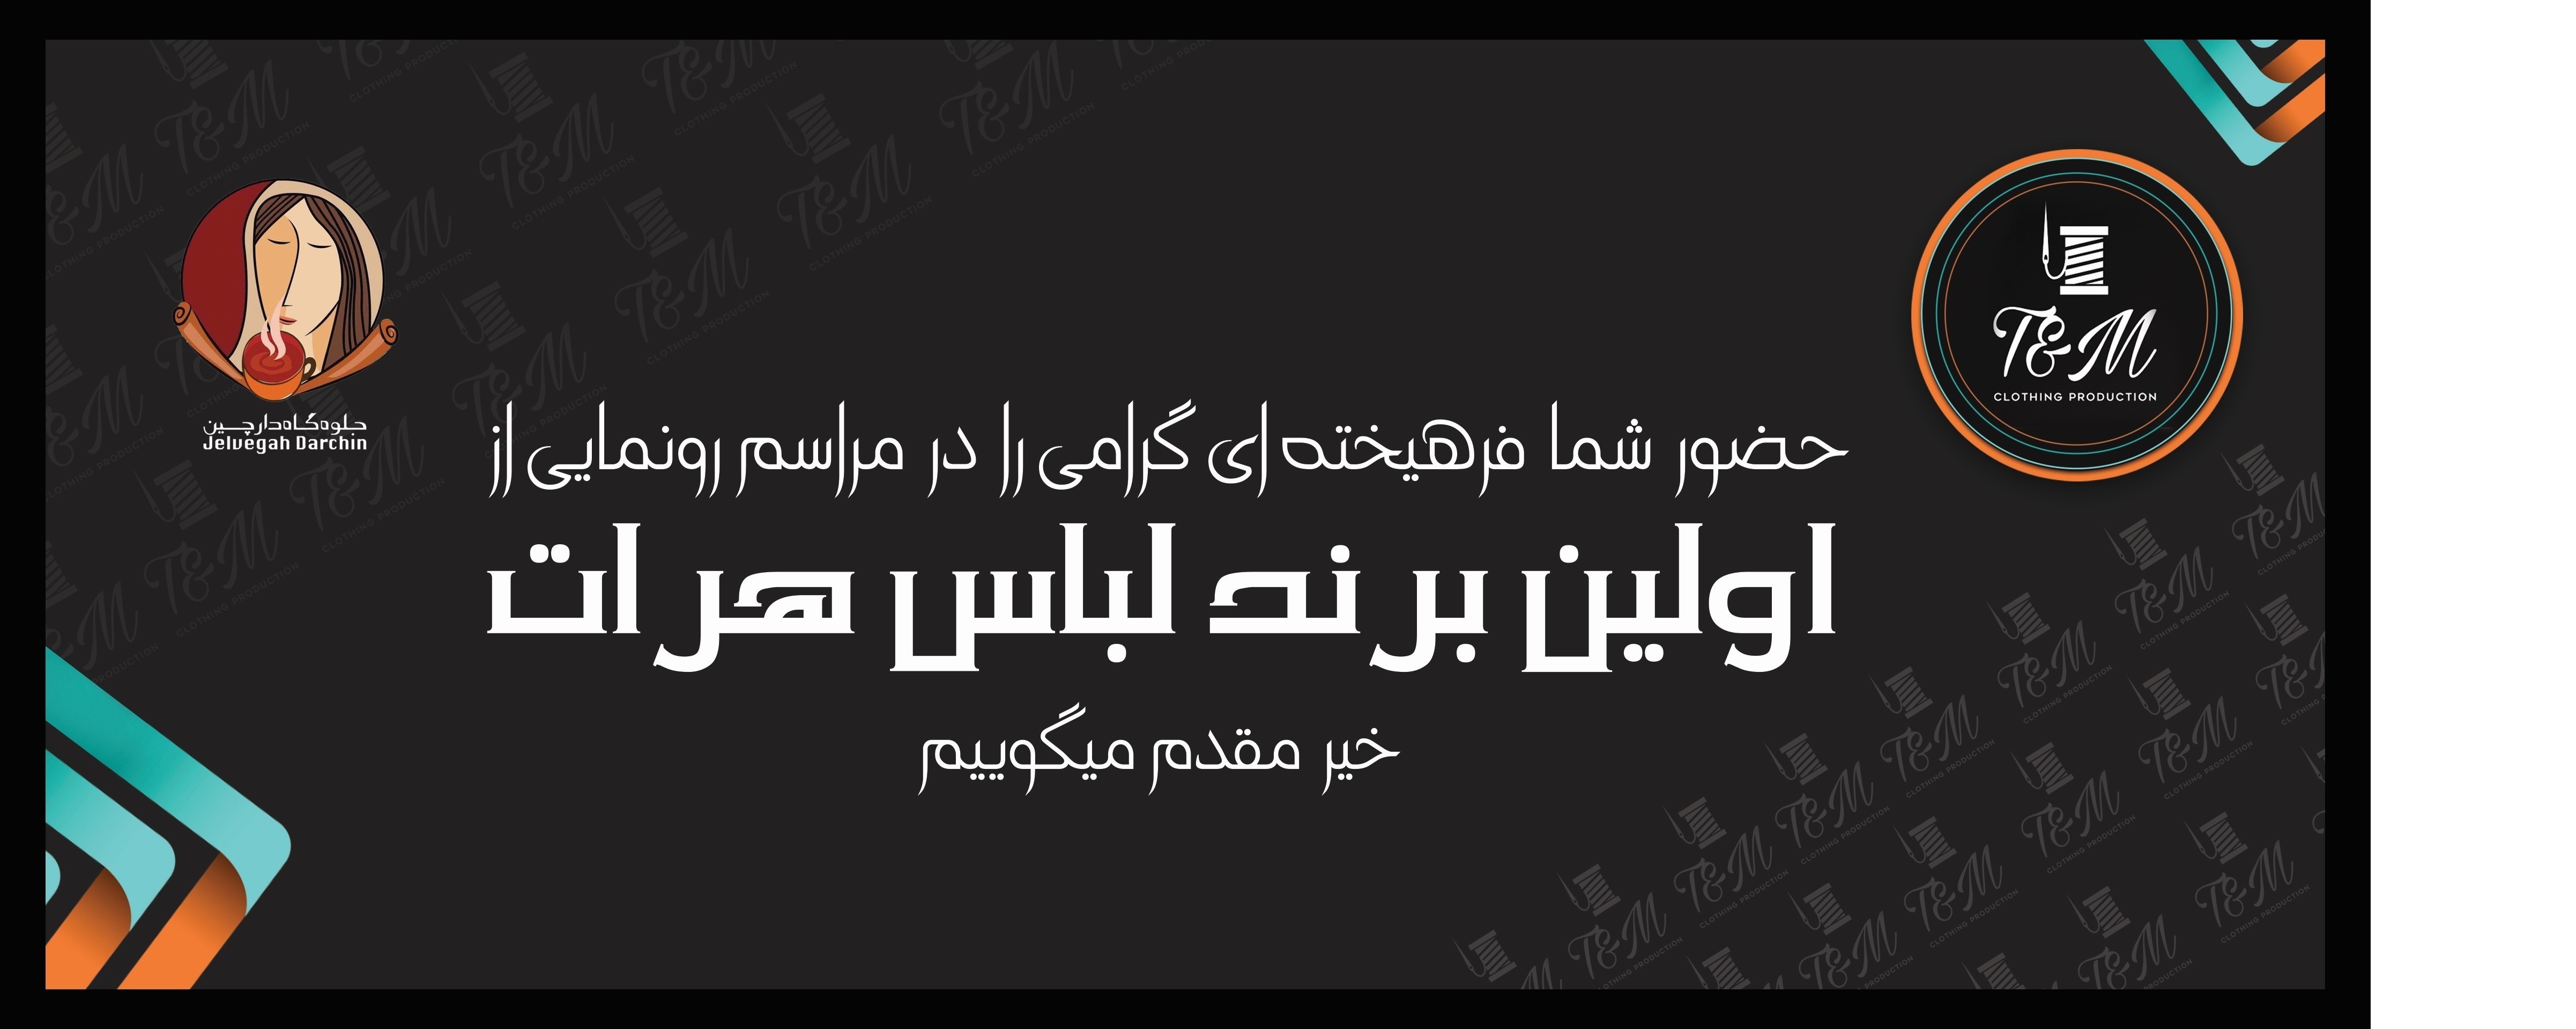 T&M
CLOTHING PRODUCTION
جلوه‌گاه دارچین
Jelvegah Darchin
حضور شما فرهیخته‌ای گرامی را در مراسم رونمایی از
اولین برند لباس هرات
خیر مقدم میگوییم